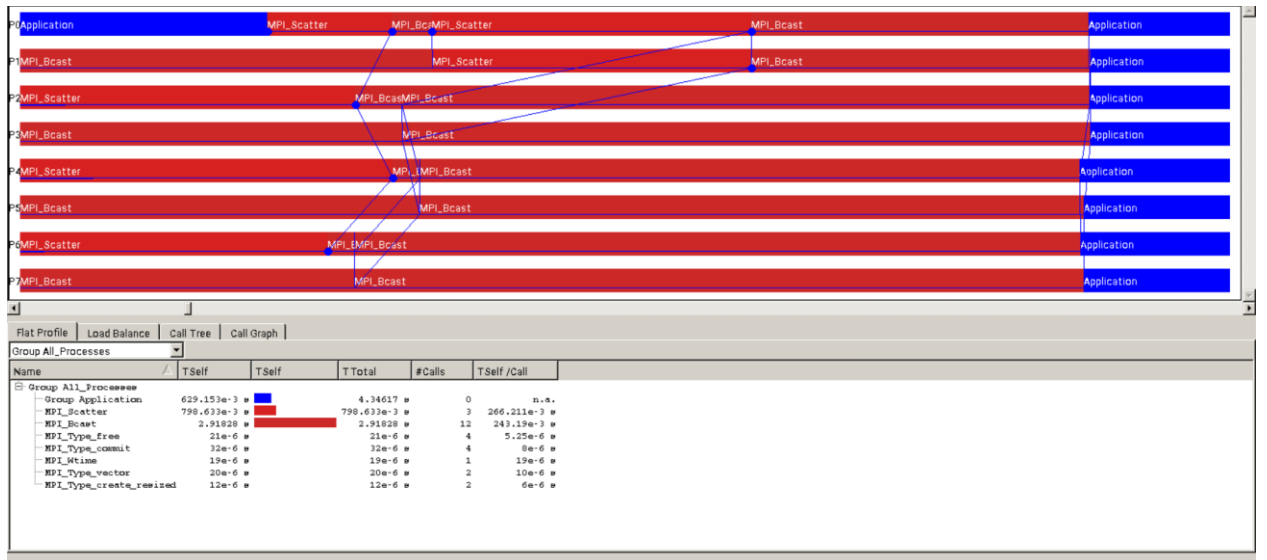 P0 Application MPI_Scatter MPI_Bc MPI_Scatter MPI_Bcast Application
P1 MPI_Bcast MPI_Scatter MPI_Bcast Application
P2 MPI_Scatter MPI_Bcas MPI_Bcast Application
P3 MPI_Bcast MPI_Bcast Application
P4 MPI_Scatter MPI_ MPI_Bcast Application
P5 MPI_Bcast MPI_Bcast Application
P6 MPI_Scatter MPI_ MPI_Bcast Application
P7 MPI_Bcast MPI_Bcast Application
Flat Profile Load Balance Call Tree Call Graph
Group All_Processes
Name TSelf TSelf TTotal #Calls TSelf /Call
Group All_Processes
Group Application 629.153e-3 s 4.34617 s 0 n.a.
MPI_Scatter 798.633e-3 s 798.633e-3 s 3 266.211e-3 s
MPI_Bcast 2.91828 s 2.91828 s 12 243.19e-3 s
MPI_Type_free 21e-6 s 21e-6 s 4 5.25e-6 s
MPI_Type_commit 32e-6 s 32e-6 s 4 8e-6 s
MPI_Wtime 19e-6 s 19e-6 s 1 19e-6 s
MPI_Type_vector 20e-6 s 20e-6 s 2 10e-6 s
MPI_Type_create_resized 12e-6 s 12e-6 s 2 6e-6 s